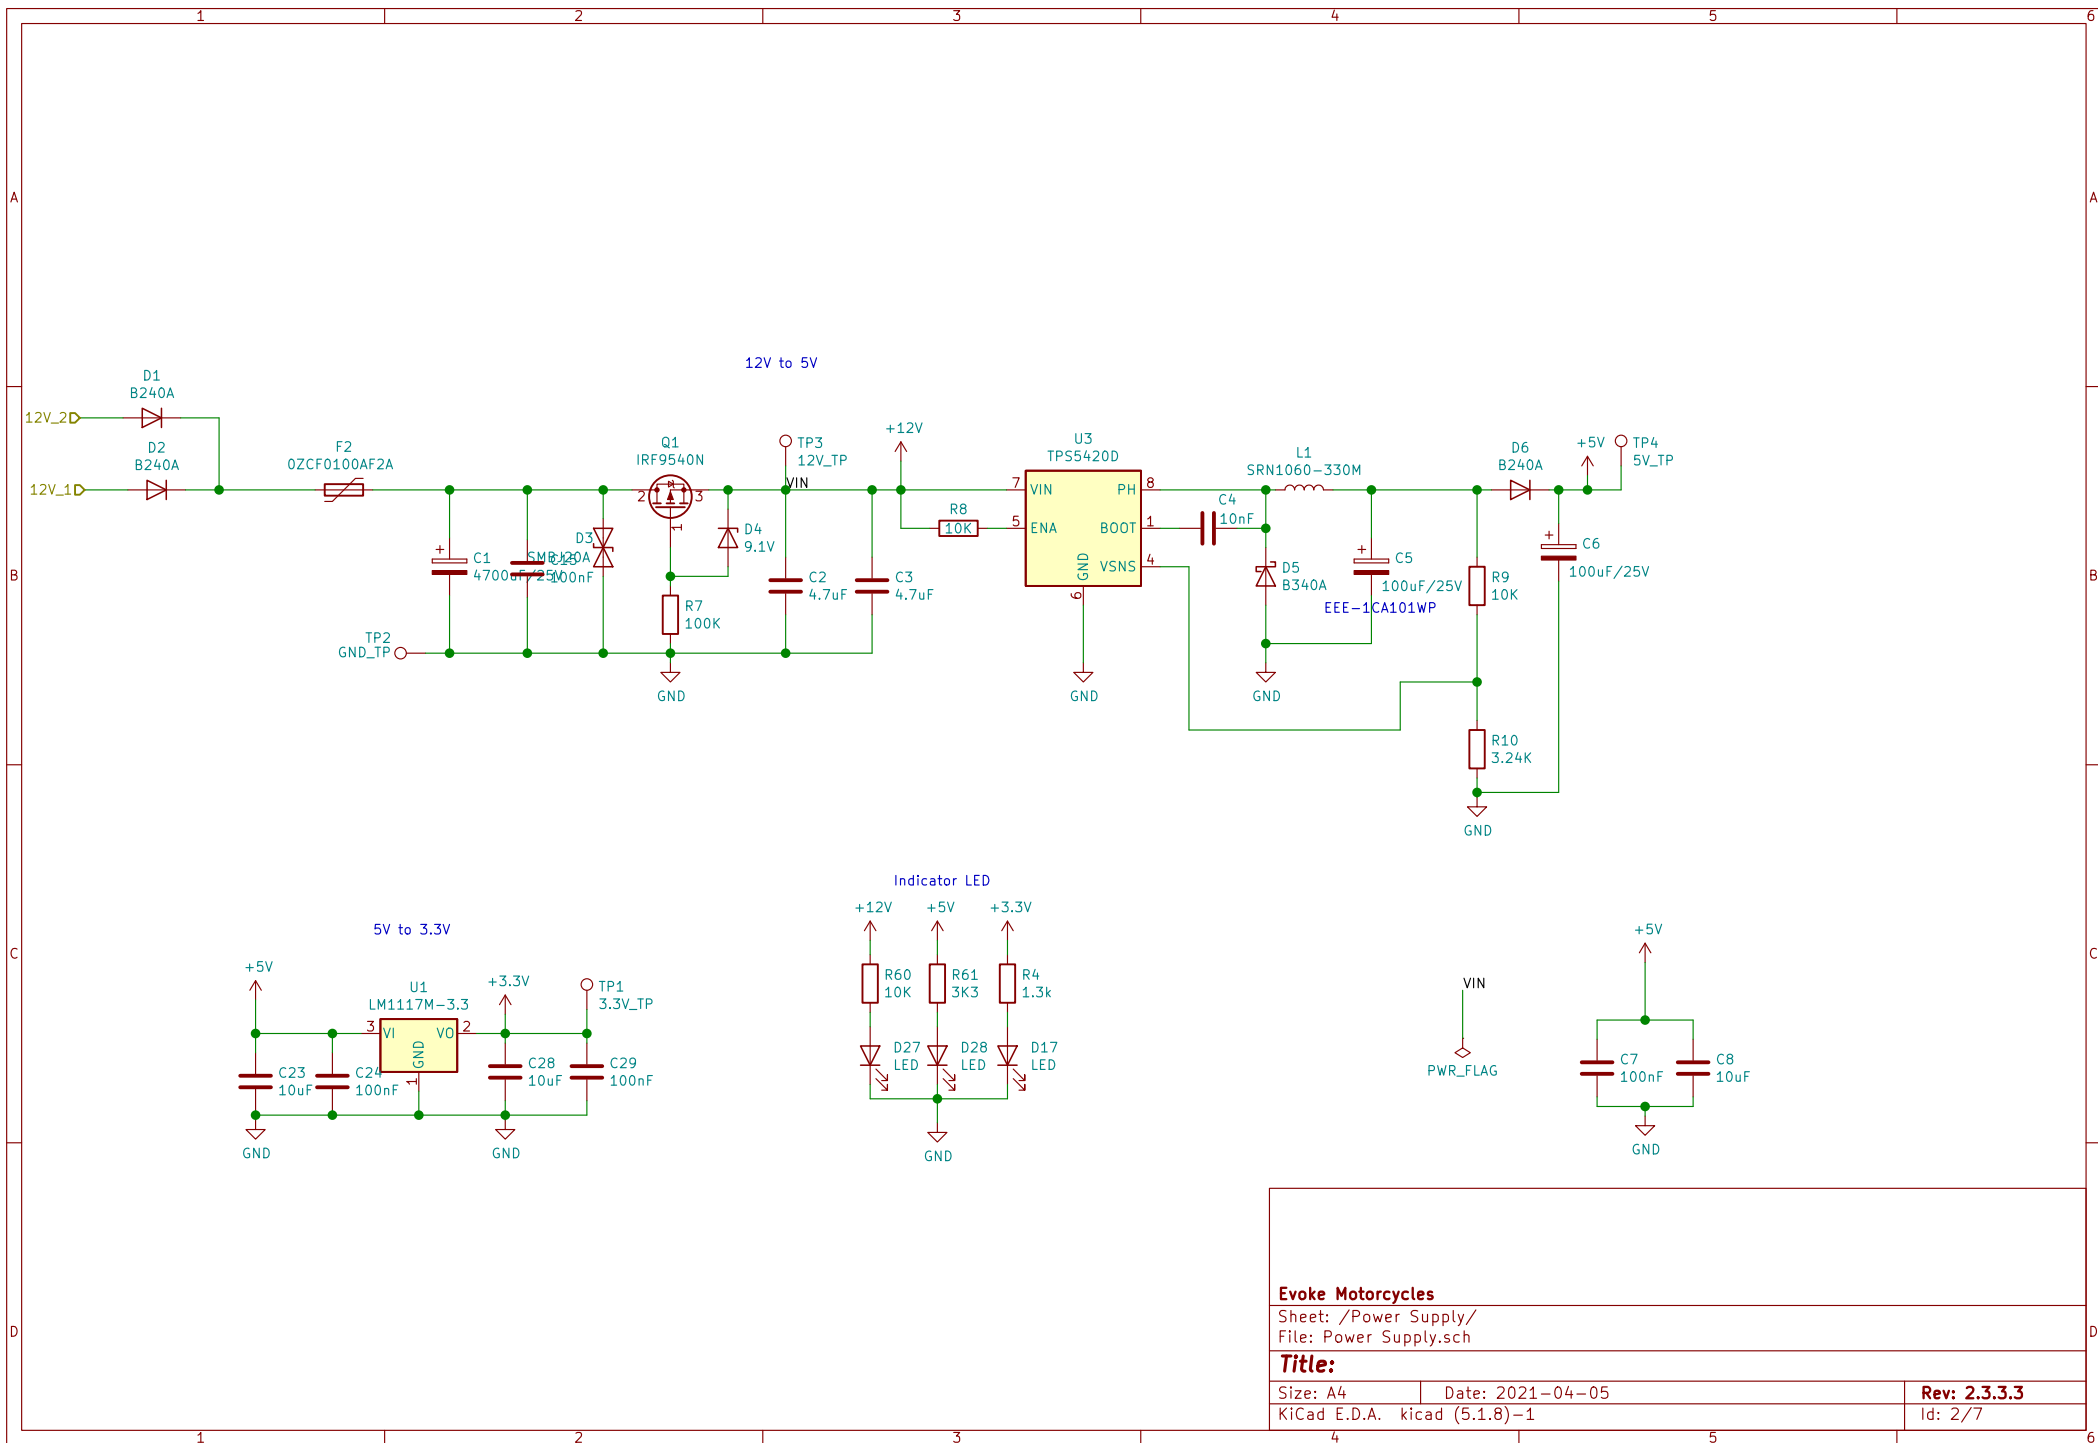 1 2 3 4 5 6
A A
12V to 5V
D1
B240A
12V_2
D2
B240A
12V_1
F2
0ZCF0100AF2A
Q1
IRF9540N
2 3
1
TP3
12V_TP
VIN
+12V
U3
TPS5420D
7 VIN PH 8
5 ENA BOOT 1
VSNS 4
GND
6
R8
10K
L1
SRN1060-330M
C4
10nF
D6
B240A
+5V
TP4
5V_TP
+ C1
4700uF/25V
C15
100nF
D3
SMBJ20A
D4
9.1V
R7
100K
C2
4.7uF
C3
4.7uF
D5
B340A
+ C5
100uF/25V
EEE-1CA101WP
R9
10K
+ C6
100uF/25V
B B
TP2
GND_TP
GND
GND
GND
R10
3.24K
GND
Indicator LED
+12V +5V +3.3V
R60
10K
R61
3K3
R4
1.3k
D27
LED
D28
LED
D17
LED
GND
5V to 3.3V
+5V
U1
LM1117M-3.3
3 VI VO 2
GND
1
+3.3V
TP1
3.3V_TP
C23
10uF
C24
100nF
C28
10uF
C29
100nF
GND
GND
VIN
PWR_FLAG
+5V
C7
100nF
C8
10uF
GND
C C
Evoke Motorcycles
Sheet: /Power Supply/
File: Power Supply.sch
Title:
Size: A4 Date: 2021-04-05 Rev: 2.3.3.3
KiCad E.D.A. kicad (5.1.8)-1 Id: 2/7
D D
1 2 3 4 5 6